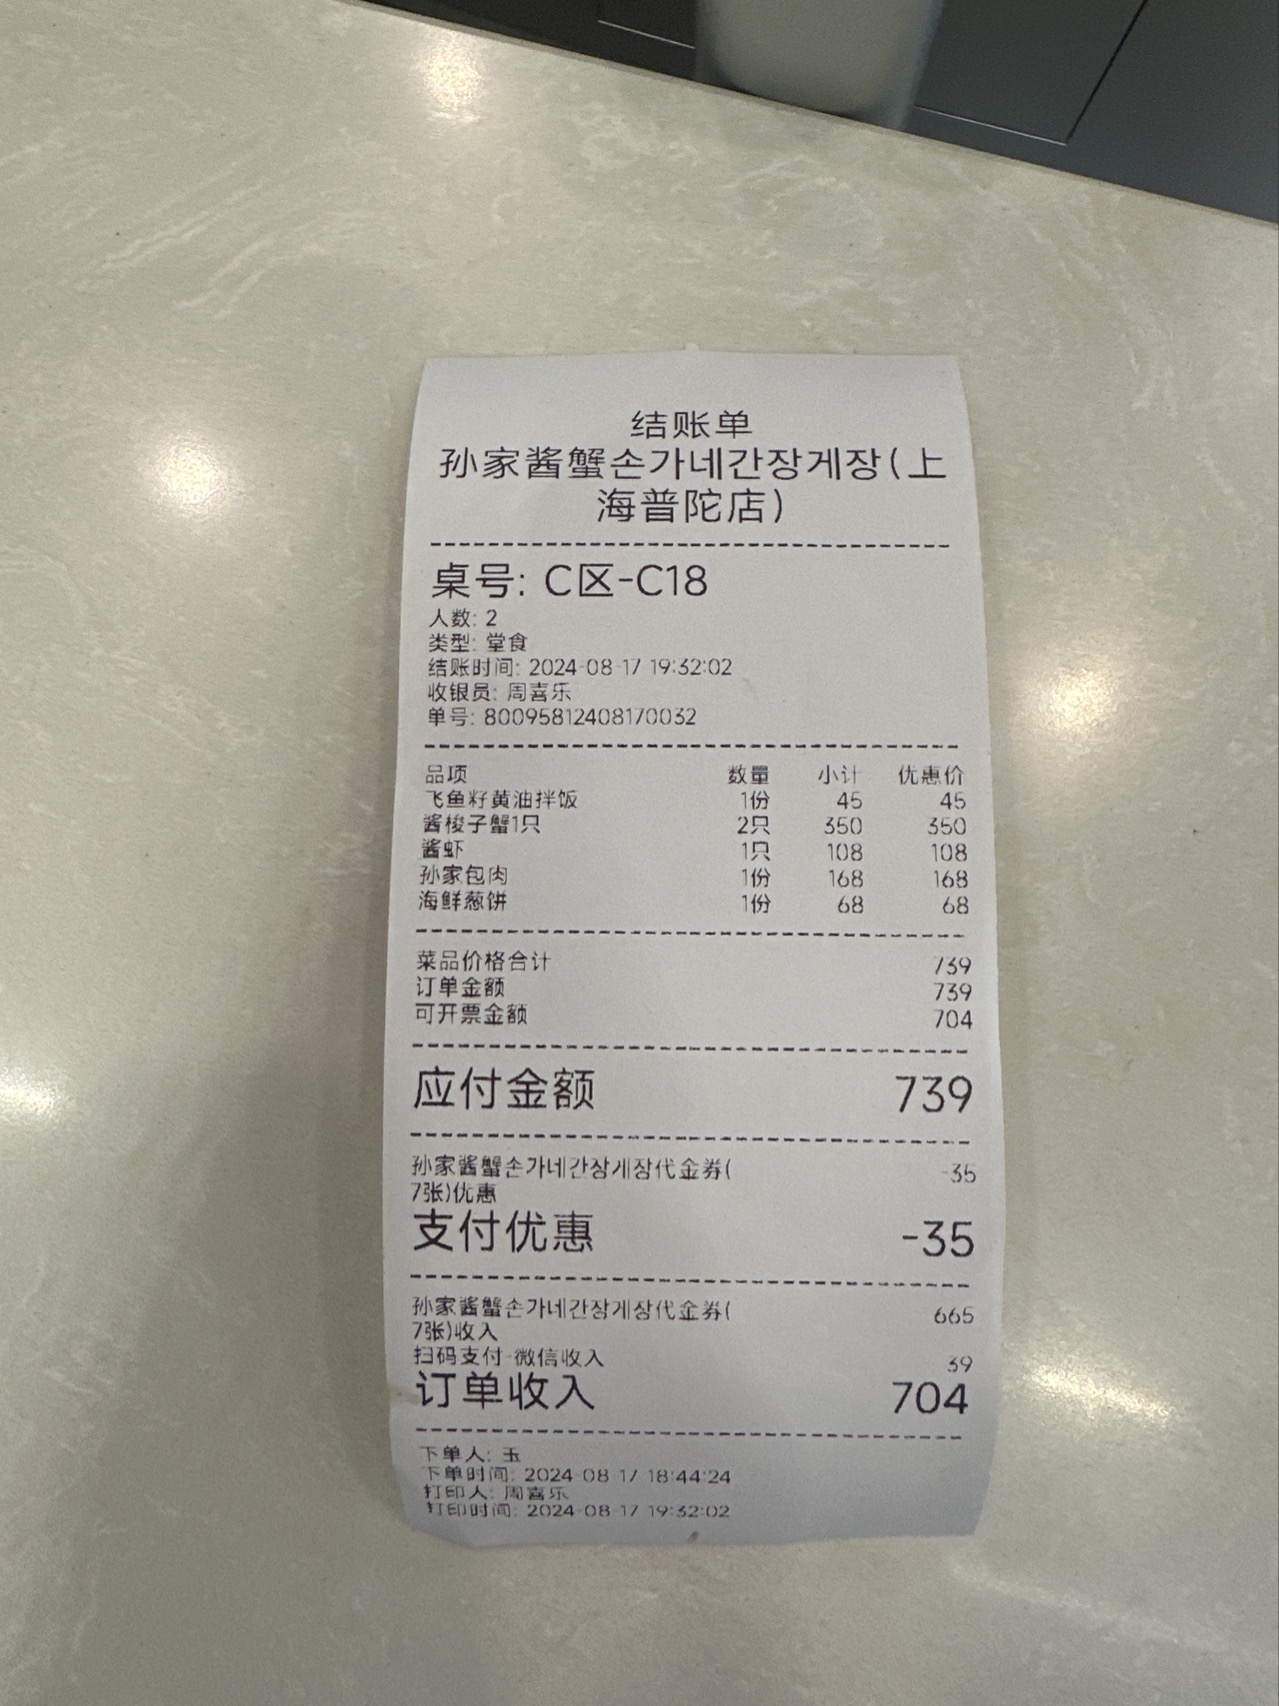 结账单
孙家酱蟹손가네간장게장(上
海普陀店)
桌号: C区-C18
人数: 2
类型: 堂食
结账时间: 2024-08-17 19:32:02
收银员: 周喜乐
单号: 80095812408170032
品项 数量 小计 优惠价
飞鱼籽黄油拌饭 1份 45 45
酱梭子蟹1只 2只 350 350
酱虾 1只 108 108
孙家包肉 1份 168 168
海鲜葱饼 1份 68 68
菜品价格合计 739
订单金额 739
可开票金额 704
应付金额 739
孙家酱蟹손가네간장게장代金券( -35
7张)优惠
支付优惠 -35
孙家酱蟹손가네간장게장代金券( 665
7张)收入
扫码支付-微信收入 39
订单收入 704
下单人: 玉
下单时间: 2024-08-17 18:44:24
打印人: 周喜乐
打印时间: 2024-08-17 19:32:02